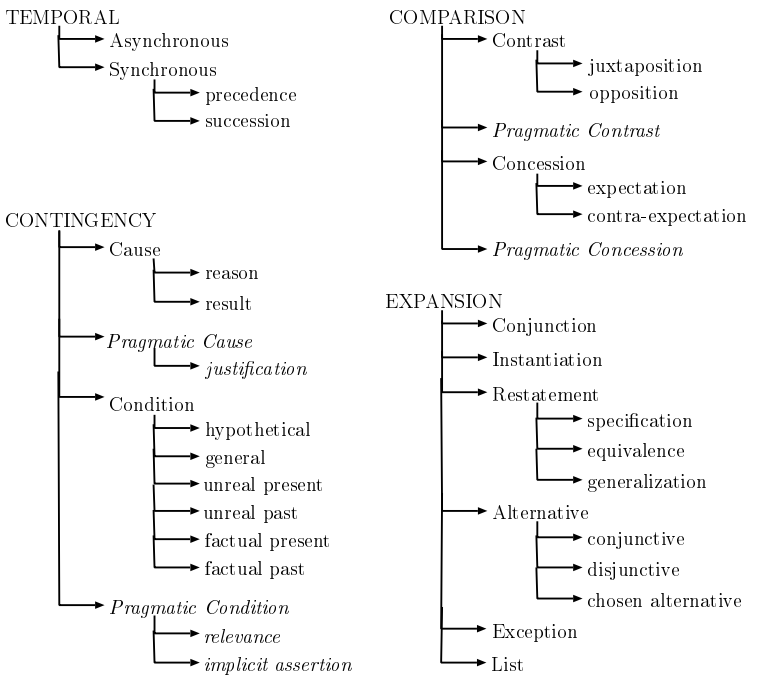 TEMPORAL
Asynchronous
Synchronous
precedence
succession
CONTINGENCY
Cause
reason
result
Pragmatic Cause
justification
Condition
hypothetical
general
unreal present
unreal past
factual present
factual past
Pragmatic Condition
relevance
implicit assertion
COMPARISON
Contrast
juxtaposition
opposition
Pragmatic Contrast
Concession
expectation
contra-expectation
Pragmatic Concession
EXPANSION
Conjunction
Instantiation
Restatement
specification
equivalence
generalization
Alternative
conjunctive
disjunctive
chosen alternative
Exception
List